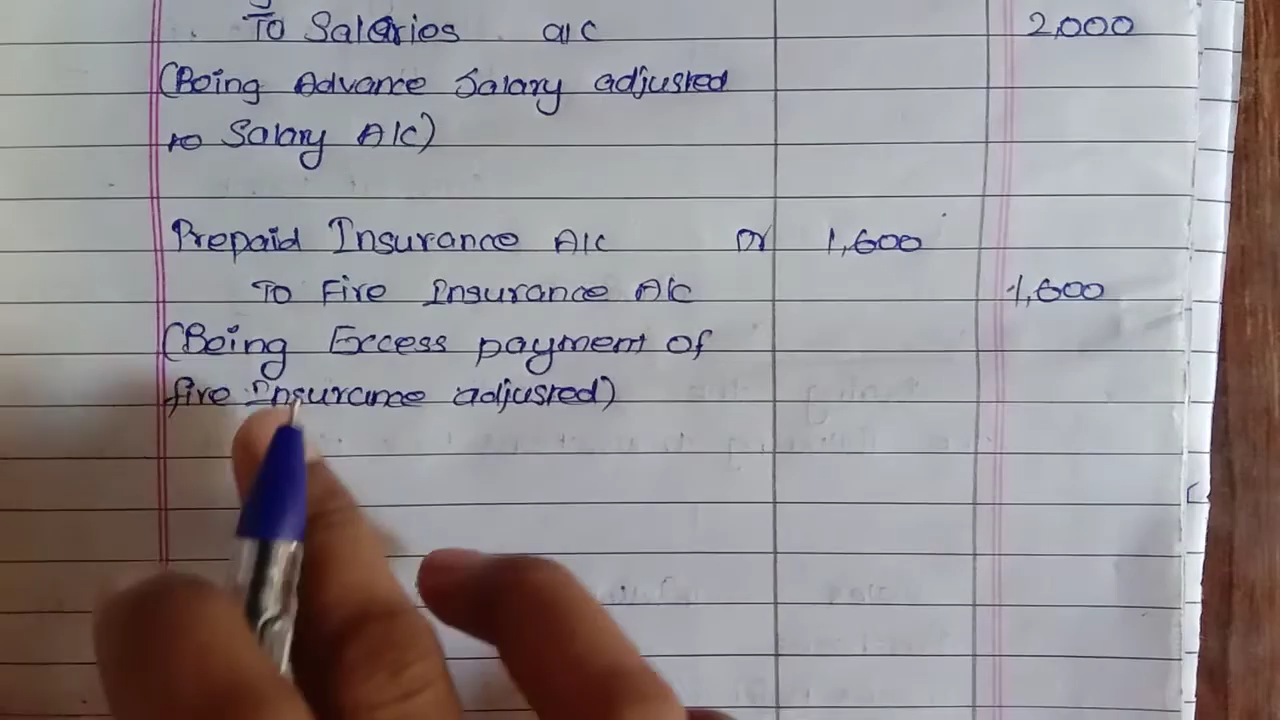 To Salaries a/c 2,000
(Being Advance Salary adjusted
to Salary A/c)
Prepaid Insurance A/c Dr 1,600
To Fire Insurance A/c 1,600
(Being Excess payment of
fire Insurance adjusted)